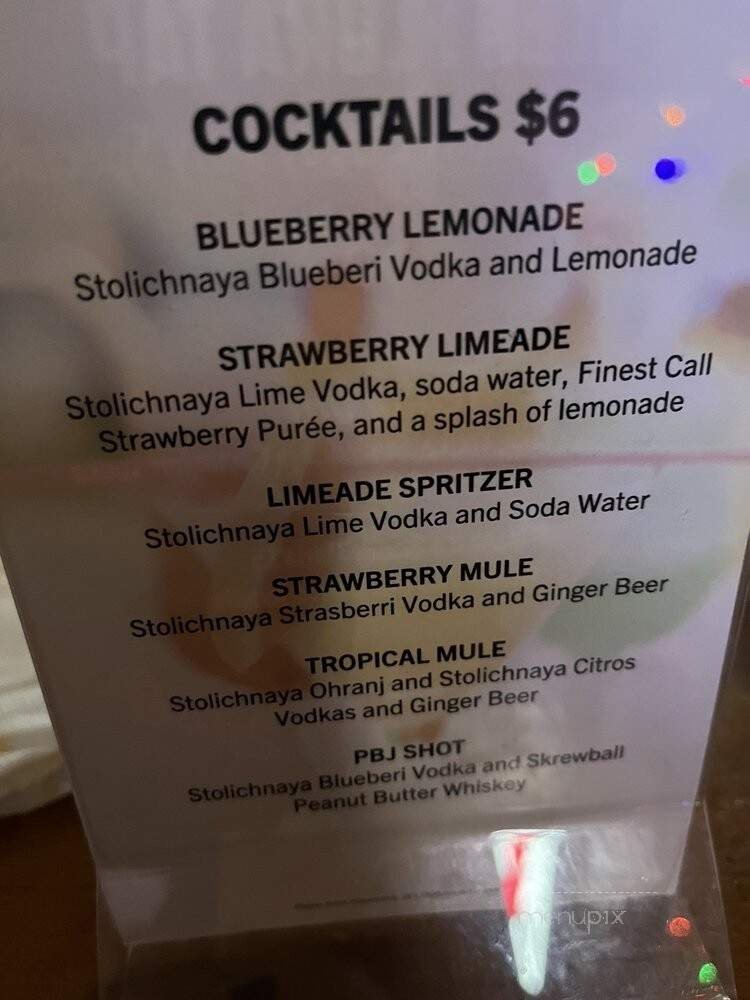 COCKTAILS $6
BLUEBERRY LEMONADE
Stolichnaya Blueberi Vodka and Lemonade
STRAWBERRY LIMEADE
Stolichnaya Lime Vodka, soda water, Finest Call
Strawberry Purée, and a splash of lemonade
LIMEADE SPRITZER
Stolichnaya Lime Vodka and Soda Water
STRAWBERRY MULE
Stolichnaya Strasberri Vodka and Ginger Beer
TROPICAL MULE
Stolichnaya Ohranj and Stolichnaya Citros
Vodkas and Ginger Beer
PBJ SHOT
Stolichnaya Blueberi Vodka and Skrewball
Peanut Butter Whiskey
menupix